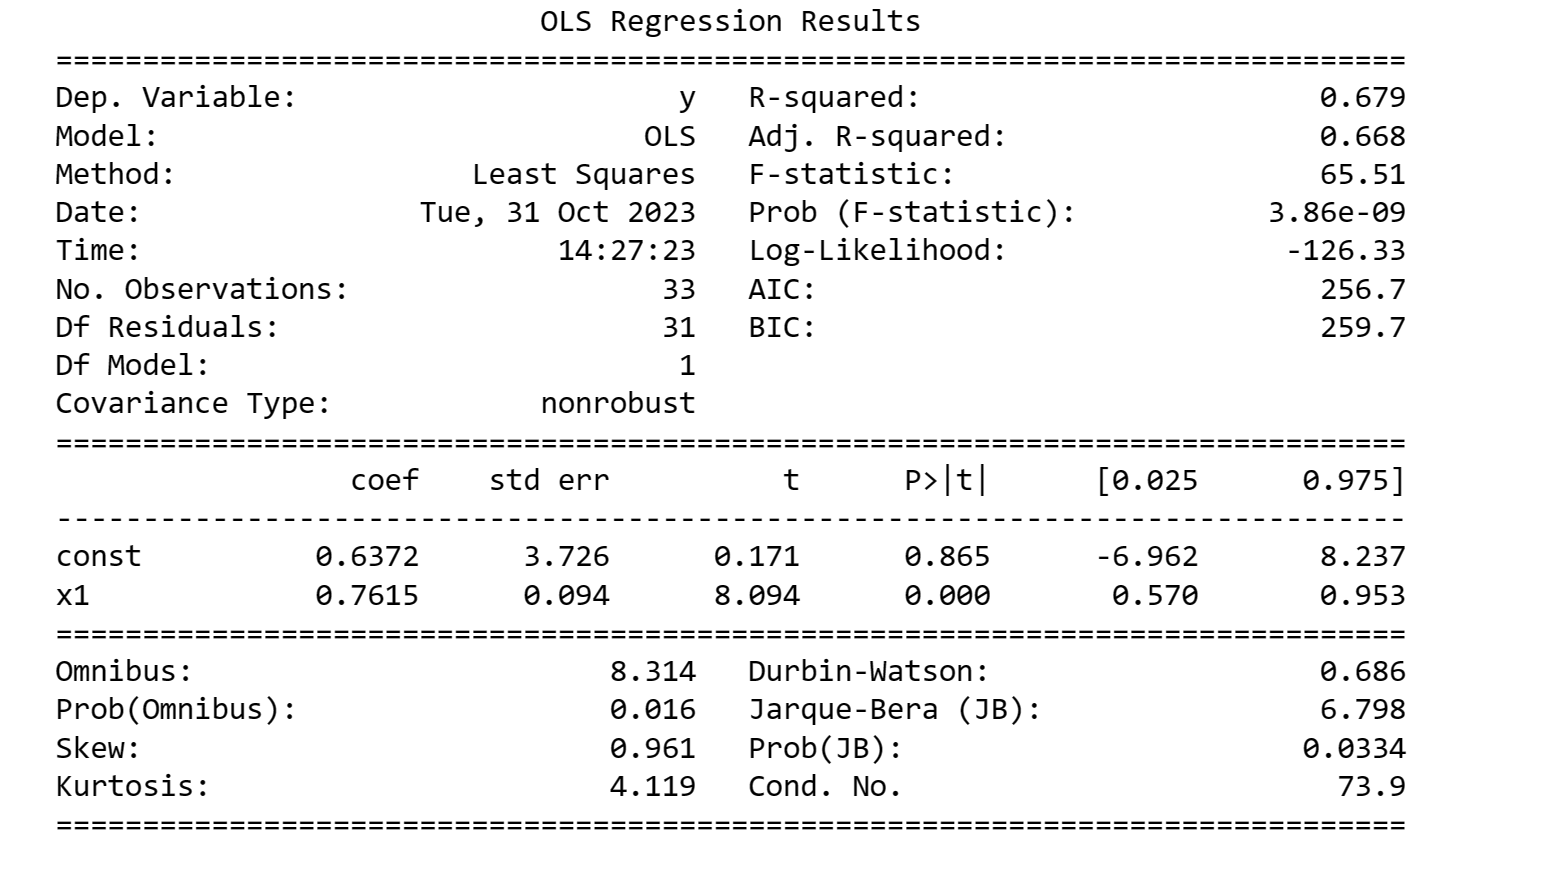 OLS Regression Results
==============================================================================
Dep. Variable:                      y   R-squared:                       0.679
Model:                            OLS   Adj. R-squared:                  0.668
Method:                 Least Squares   F-statistic:                     65.51
Date:                Tue, 31 Oct 2023   Prob (F-statistic):           3.86e-09
Time:                        14:27:23   Log-Likelihood:                -126.33
No. Observations:                  33   AIC:                             256.7
Df Residuals:                      31   BIC:                             259.7
Df Model:                           1
Covariance Type:            nonrobust
==============================================================================
                 coef    std err          t      P>|t|      [0.025      0.975]
------------------------------------------------------------------------------
const          0.6372      3.726      0.171      0.865      -6.962       8.237
x1             0.7615      0.094      8.094      0.000       0.570       0.953
==============================================================================
Omnibus:                        8.314   Durbin-Watson:                   0.686
Prob(Omnibus):                  0.016   Jarque-Bera (JB):                6.798
Skew:                           0.961   Prob(JB):                       0.0334
Kurtosis:                       4.119   Cond. No.                         73.9
==============================================================================